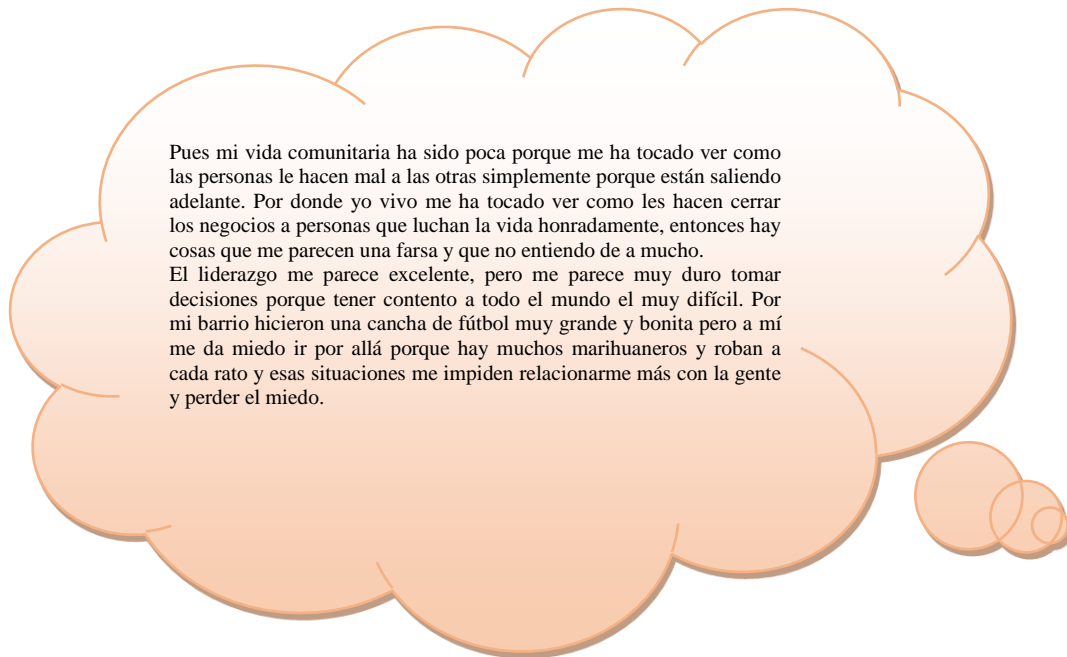 Pues mi vida comunitaria ha sido poca porque me ha tocado ver como
las personas le hacen mal a las otras simplemente porque están saliendo
adelante. Por donde yo vivo me ha tocado ver como les hacen cerrar
los negocios a personas que luchan la vida honradamente, entonces hay
cosas que me parecen una farsa y que no entiendo de a mucho.
El liderazgo me parece excelente, pero me parece muy duro tomar
decisiones porque tener contento a todo el mundo el muy difícil. Por
mi barrio hicieron una cancha de fútbol muy grande y bonita pero a mí
me da miedo ir por allá porque hay muchos marihuaneros y roban a
cada rato y esas situaciones me impiden relacionarme más con la gente
y perder el miedo.